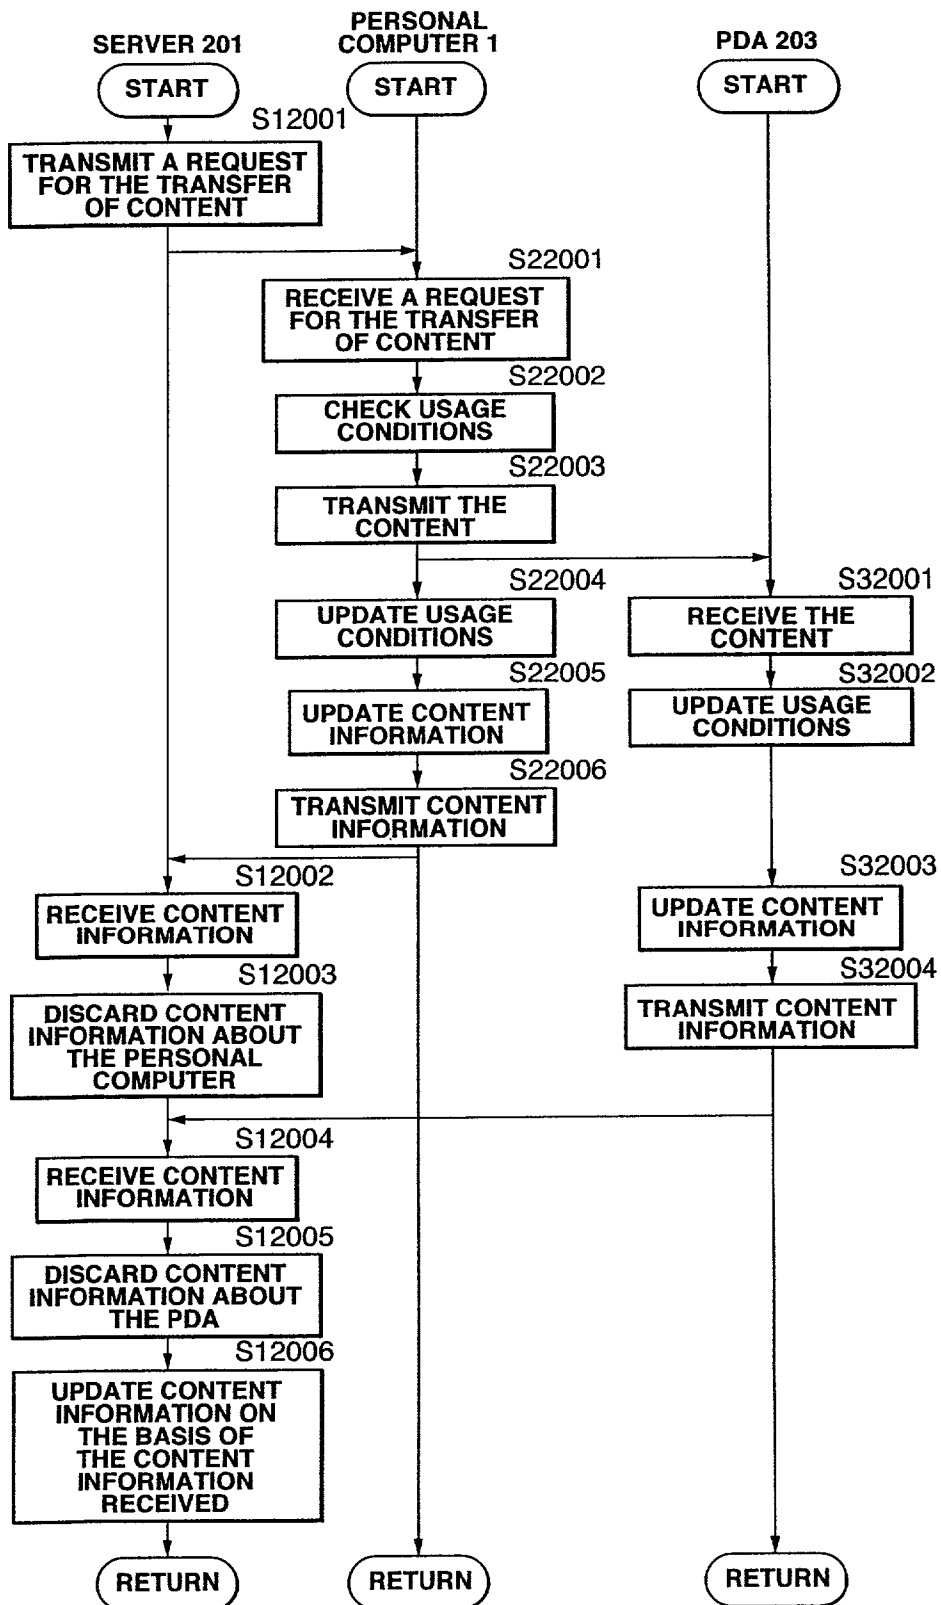 SERVER 201
PERSONAL
COMPUTER 1
PDA 203
START
START
START
S12001
TRANSMIT A REQUEST
FOR THE TRANSFER
OF CONTENT
S22001
RECEIVE A REQUEST
FOR THE TRANSFER
OF CONTENT
S22002
CHECK USAGE
CONDITIONS
S22003
TRANSMIT THE
CONTENT
S22004
UPDATE USAGE
CONDITIONS
S32001
RECEIVE THE
CONTENT
S22005
UPDATE CONTENT
INFORMATION
S32002
UPDATE USAGE
CONDITIONS
S22006
TRANSMIT CONTENT
INFORMATION
S12002
RECEIVE CONTENT
INFORMATION
S32003
UPDATE CONTENT
INFORMATION
S12003
DISCARD CONTENT
INFORMATION ABOUT
THE PERSONAL
COMPUTER
S32004
TRANSMIT CONTENT
INFORMATION
S12004
RECEIVE CONTENT
INFORMATION
S12005
DISCARD CONTENT
INFORMATION ABOUT
THE PDA
S12006
UPDATE CONTENT
INFORMATION ON
THE BASIS OF
THE CONTENT
INFORMATION
RECEIVED
RETURN
RETURN
RETURN